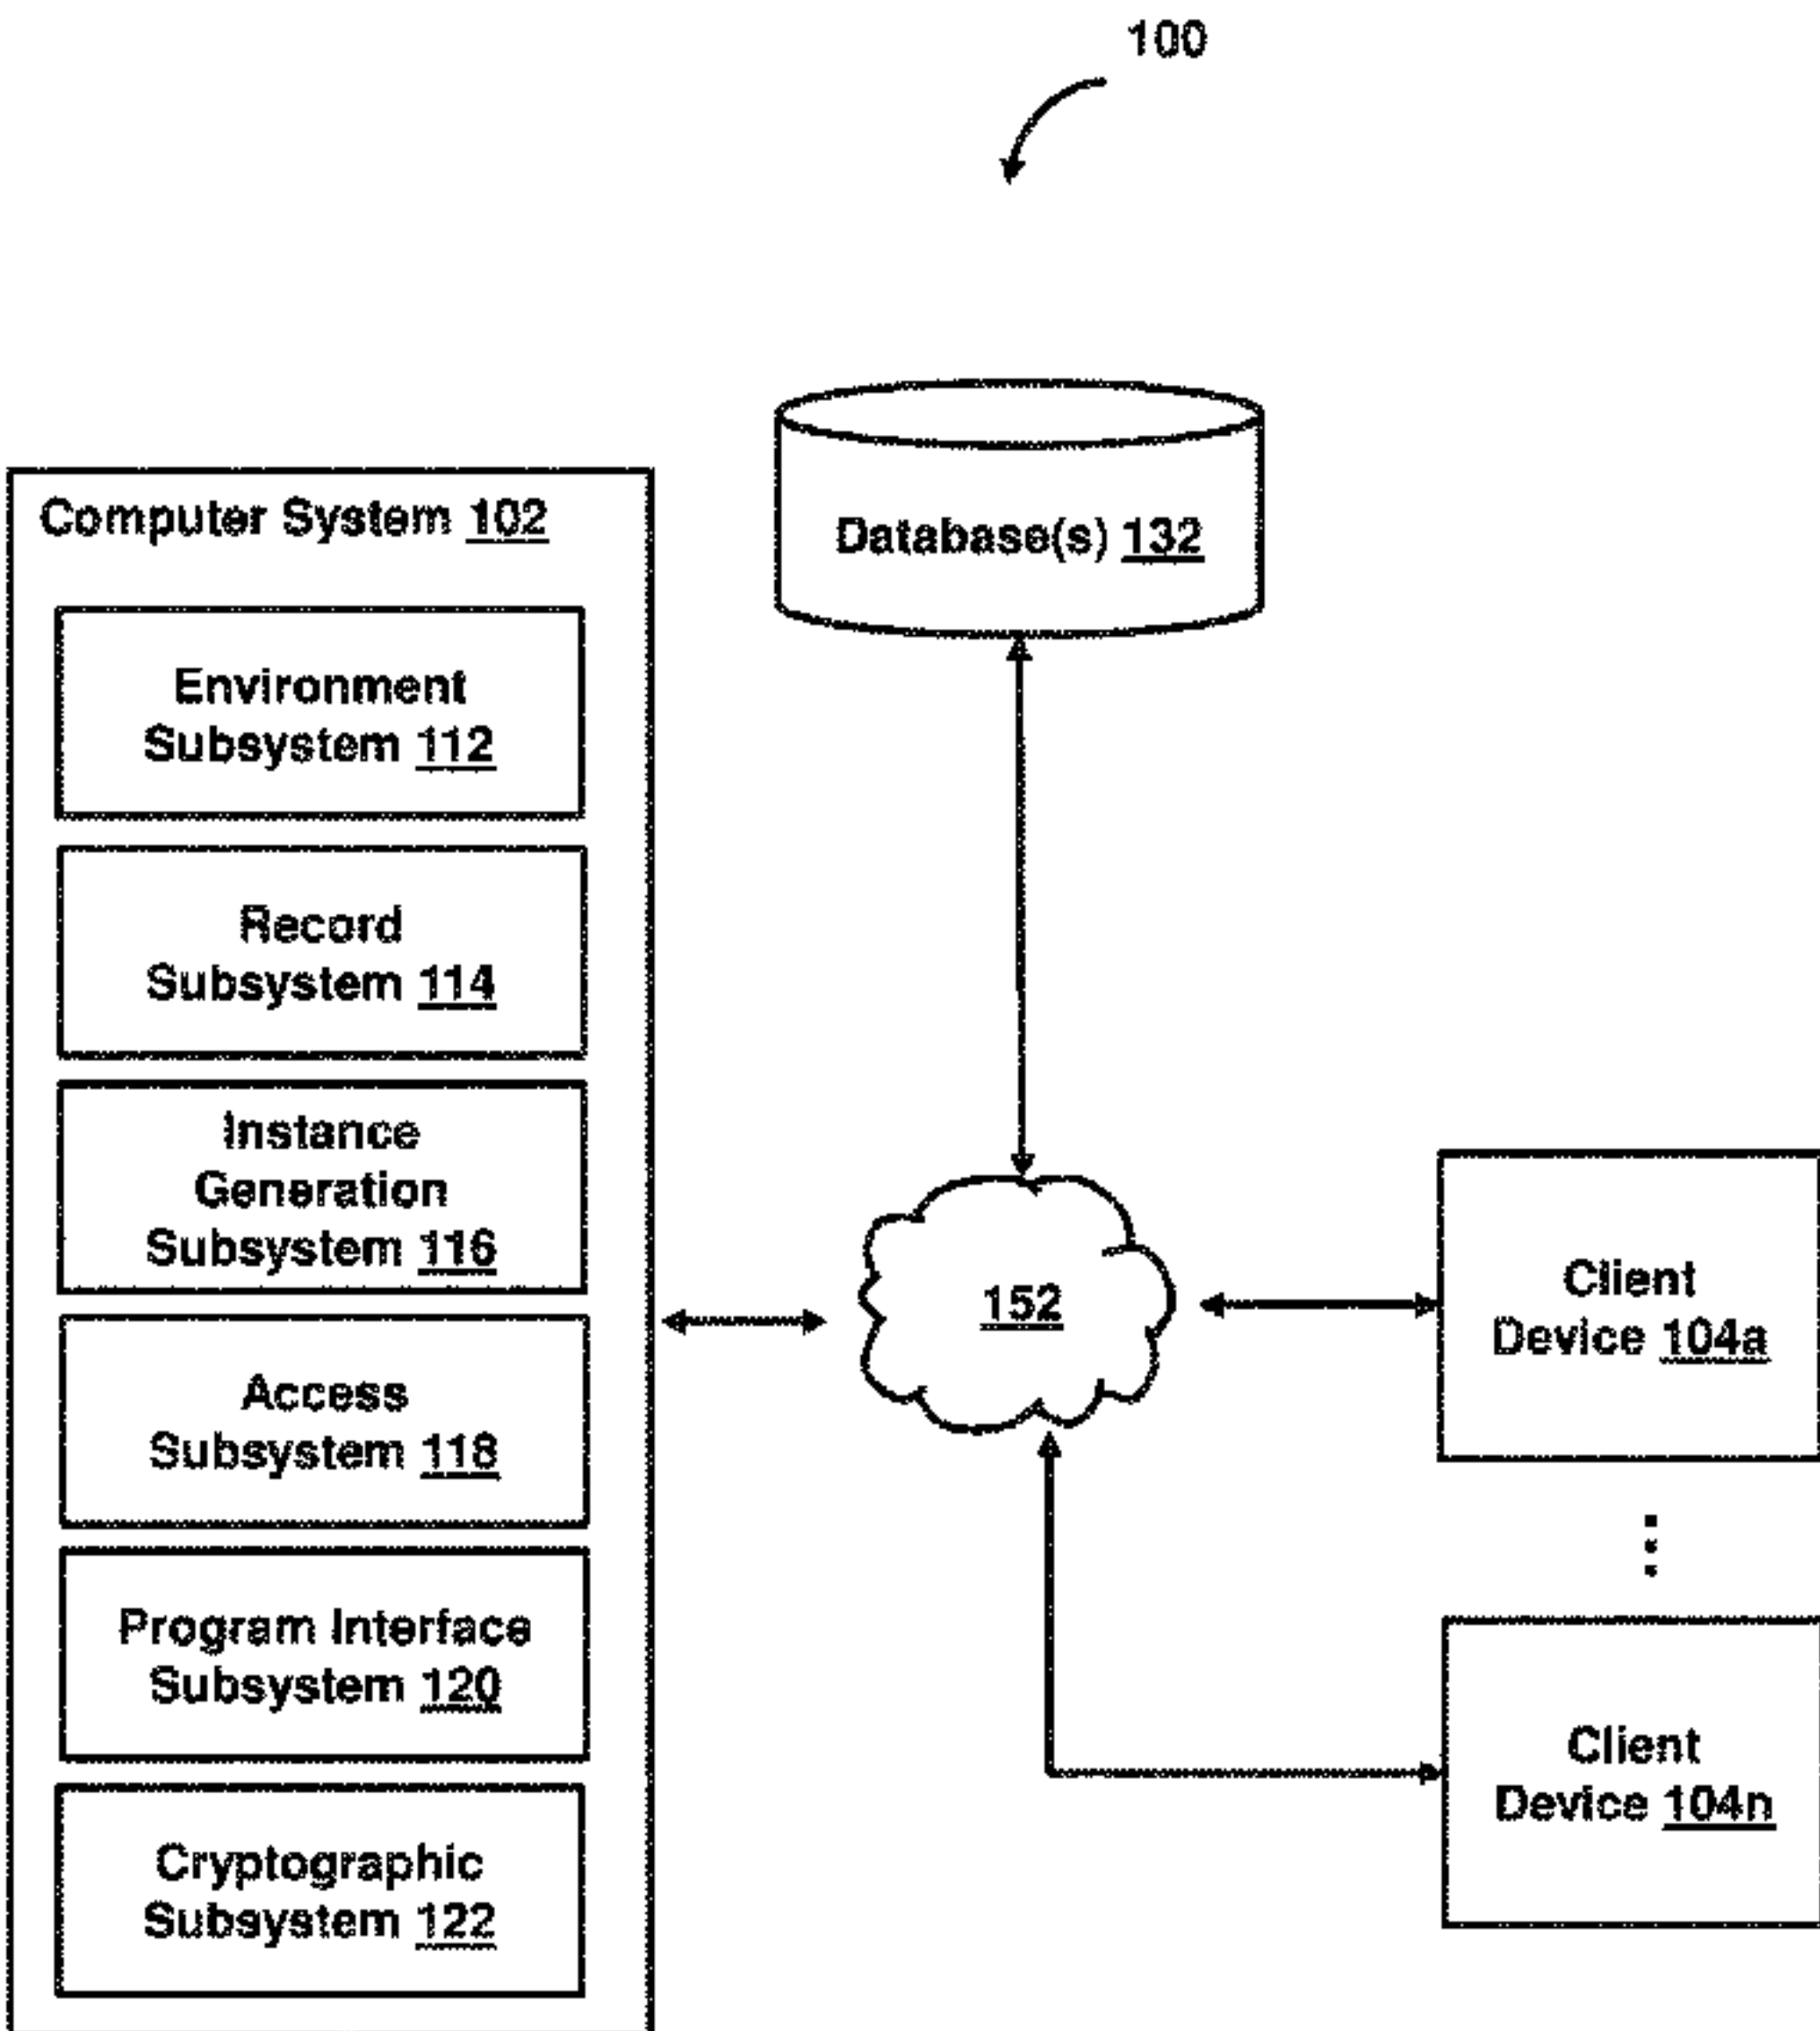 100
Database(s) 132
Computer System 102
Environment
Subsystem 112
Record
Subsystem 114
Instance
Generation
Subsystem 116
Access
Subsystem 118
Program Interface
Subsystem 120
Cryptographic
Subsystem 122
152
Client
Device 104a
Client
Device 104n